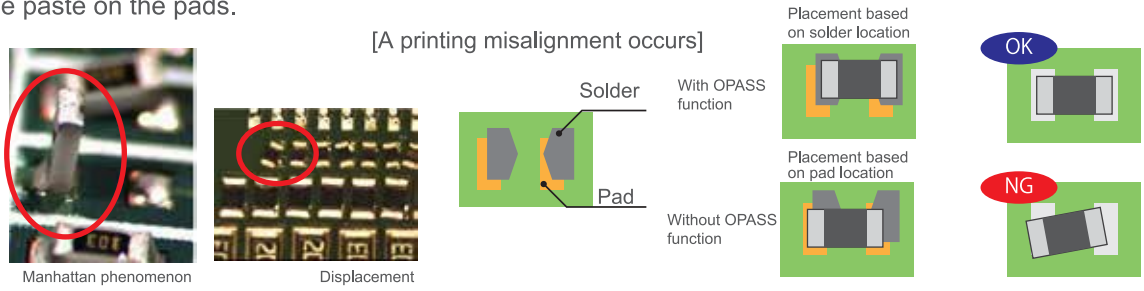 e paste on the pads.
[A printing misalignment occurs]
Solder
Pad
With OPASS
function
Without OPASS
function
Placement based
on solder location
Placement based
on pad location
OK
NG
103
Manhattan phenomenon
Displacement